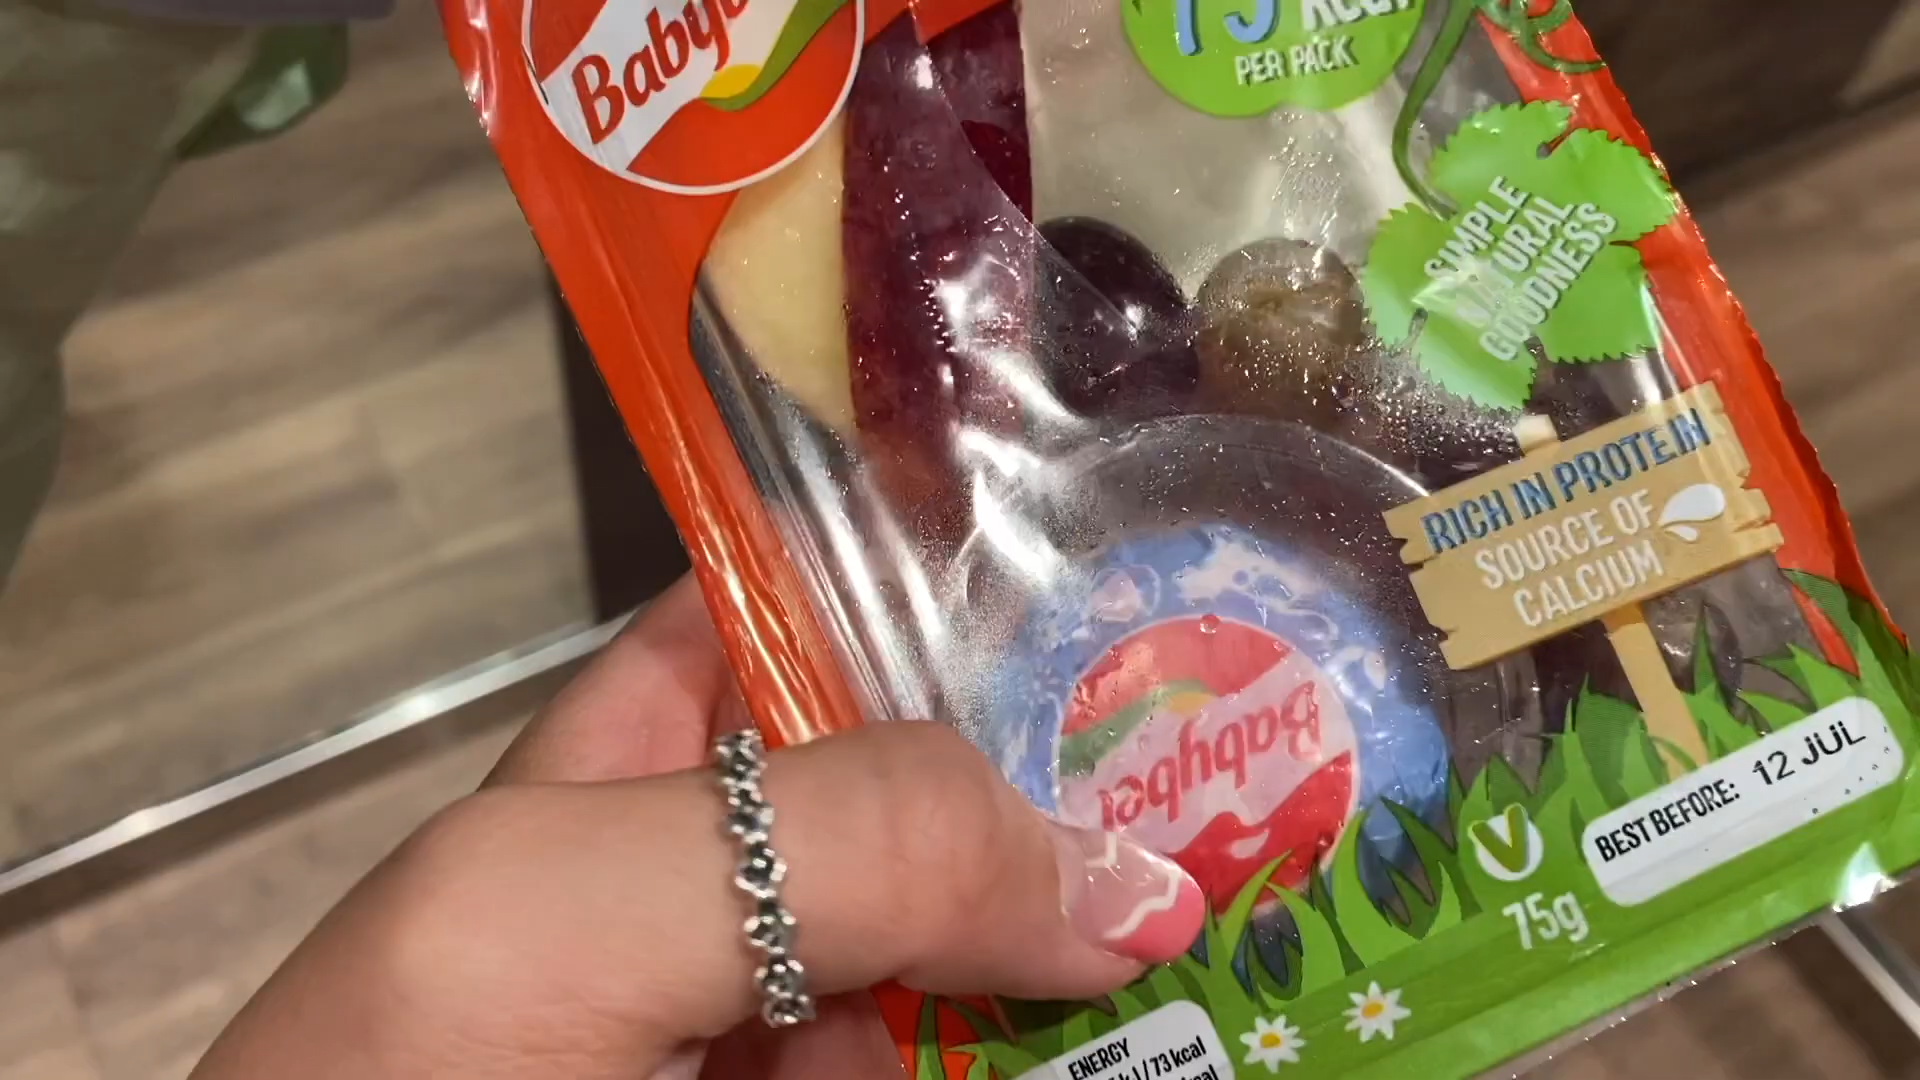 Babyb
PER PACK
SIMPLE
NATURAL
GOODNESS
RICH IN PROTEIN
SOURCE OF
CALCIUM
Babybel
BEST BEFORE: 12 JUL
75g
ENERGY
/ 73 kcal